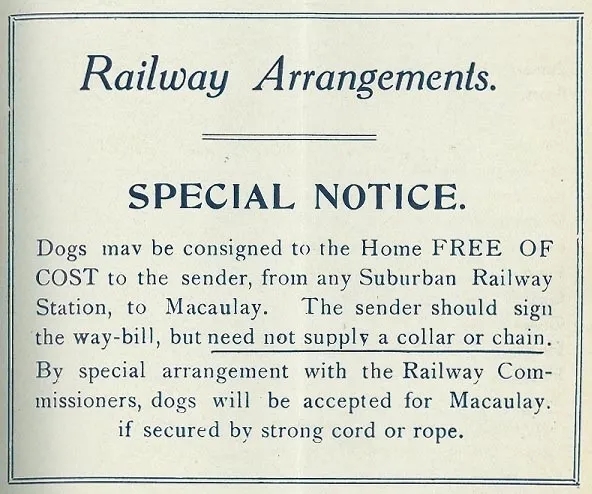 Railway Arrangements.
SPECIAL NOTICE.
Dogs may be consigned to the Home FREE OF
COST to the sender, from any Suburban Railway
Station, to Macaulay. The sender should sign
the way-bill, but need not supply a collar or chain.
By special arrangement with the Railway Com-
missioners, dogs will be accepted for Macaulay.
if secured by strong cord or rope.